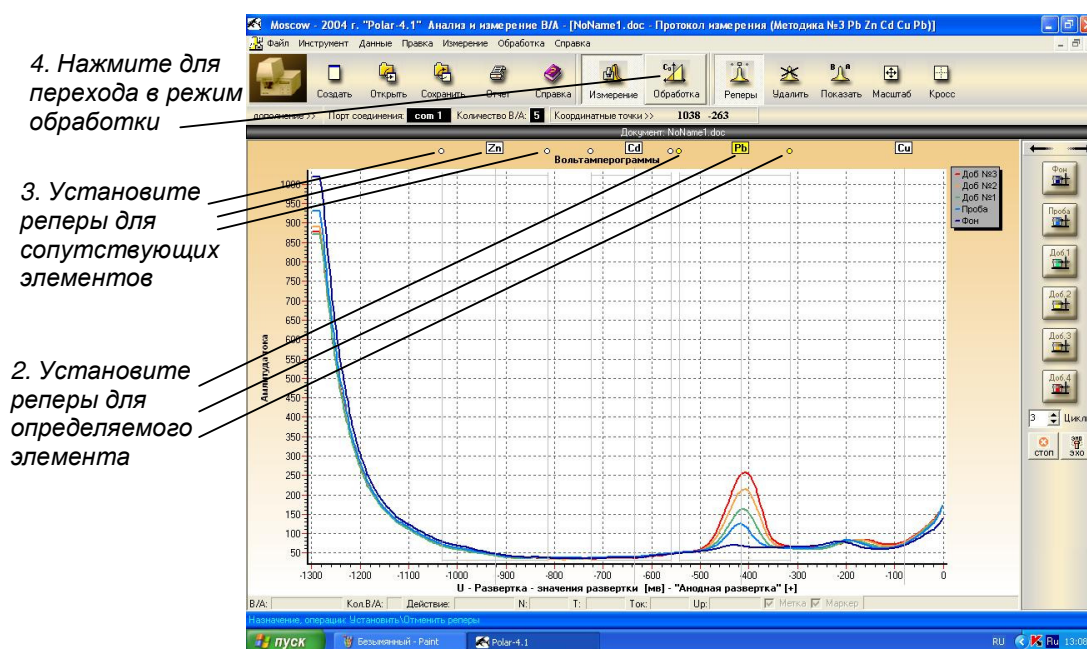 4. Нажмите для
перехода в режим
обработки
3. Установите
реперы для
сопутствующих
элементов
2. Установите
реперы для
определяемого
элемента
Moscow - 2004 г. "Polar-4.1" Анализ и измерение В/А - [NoName1.doc - Протокол измерения (Методика №3 Pb Zn Cd Cu Pb)]
Файл Инструмент Данные Правка Измерение Обработка Справка
Создать Открыть Сохранить Отчет Справка Измерение Обработка Реперы Удалить Показать Масштаб Кросс
дополнение >> Порт соединения: com 1 Количество В/А: 5 Координатные точки >> 1038 -263
Документ: NoName1.doc
Zn Cd Pb Cu
Вольтамперограммы
Доб №3
Доб №2
Доб №1
Проба
Фон
Амплитуда тока
1000
950
900
850
800
750
700
650
600
550
500
450
400
350
300
250
200
150
100
50
-1300 -1200 -1100 -1000 -900 -800 -700 -600 -500 -400 -300 -200 -100 0
U - Развертка - значения развертки [мв] - "Анодная развертка" [+]
Фон
Проба
Доб.1
Доб.2
Доб.3
Доб.4
3 Цикл
стоп эхо
В/А: Кол.В/А: Действие: N: T: Ток: Up: Метка Маркер
Назначение, операции: Установить\Отменить реперы
пуск Безымянный - Paint Polar-4.1 RU Ru 13:08